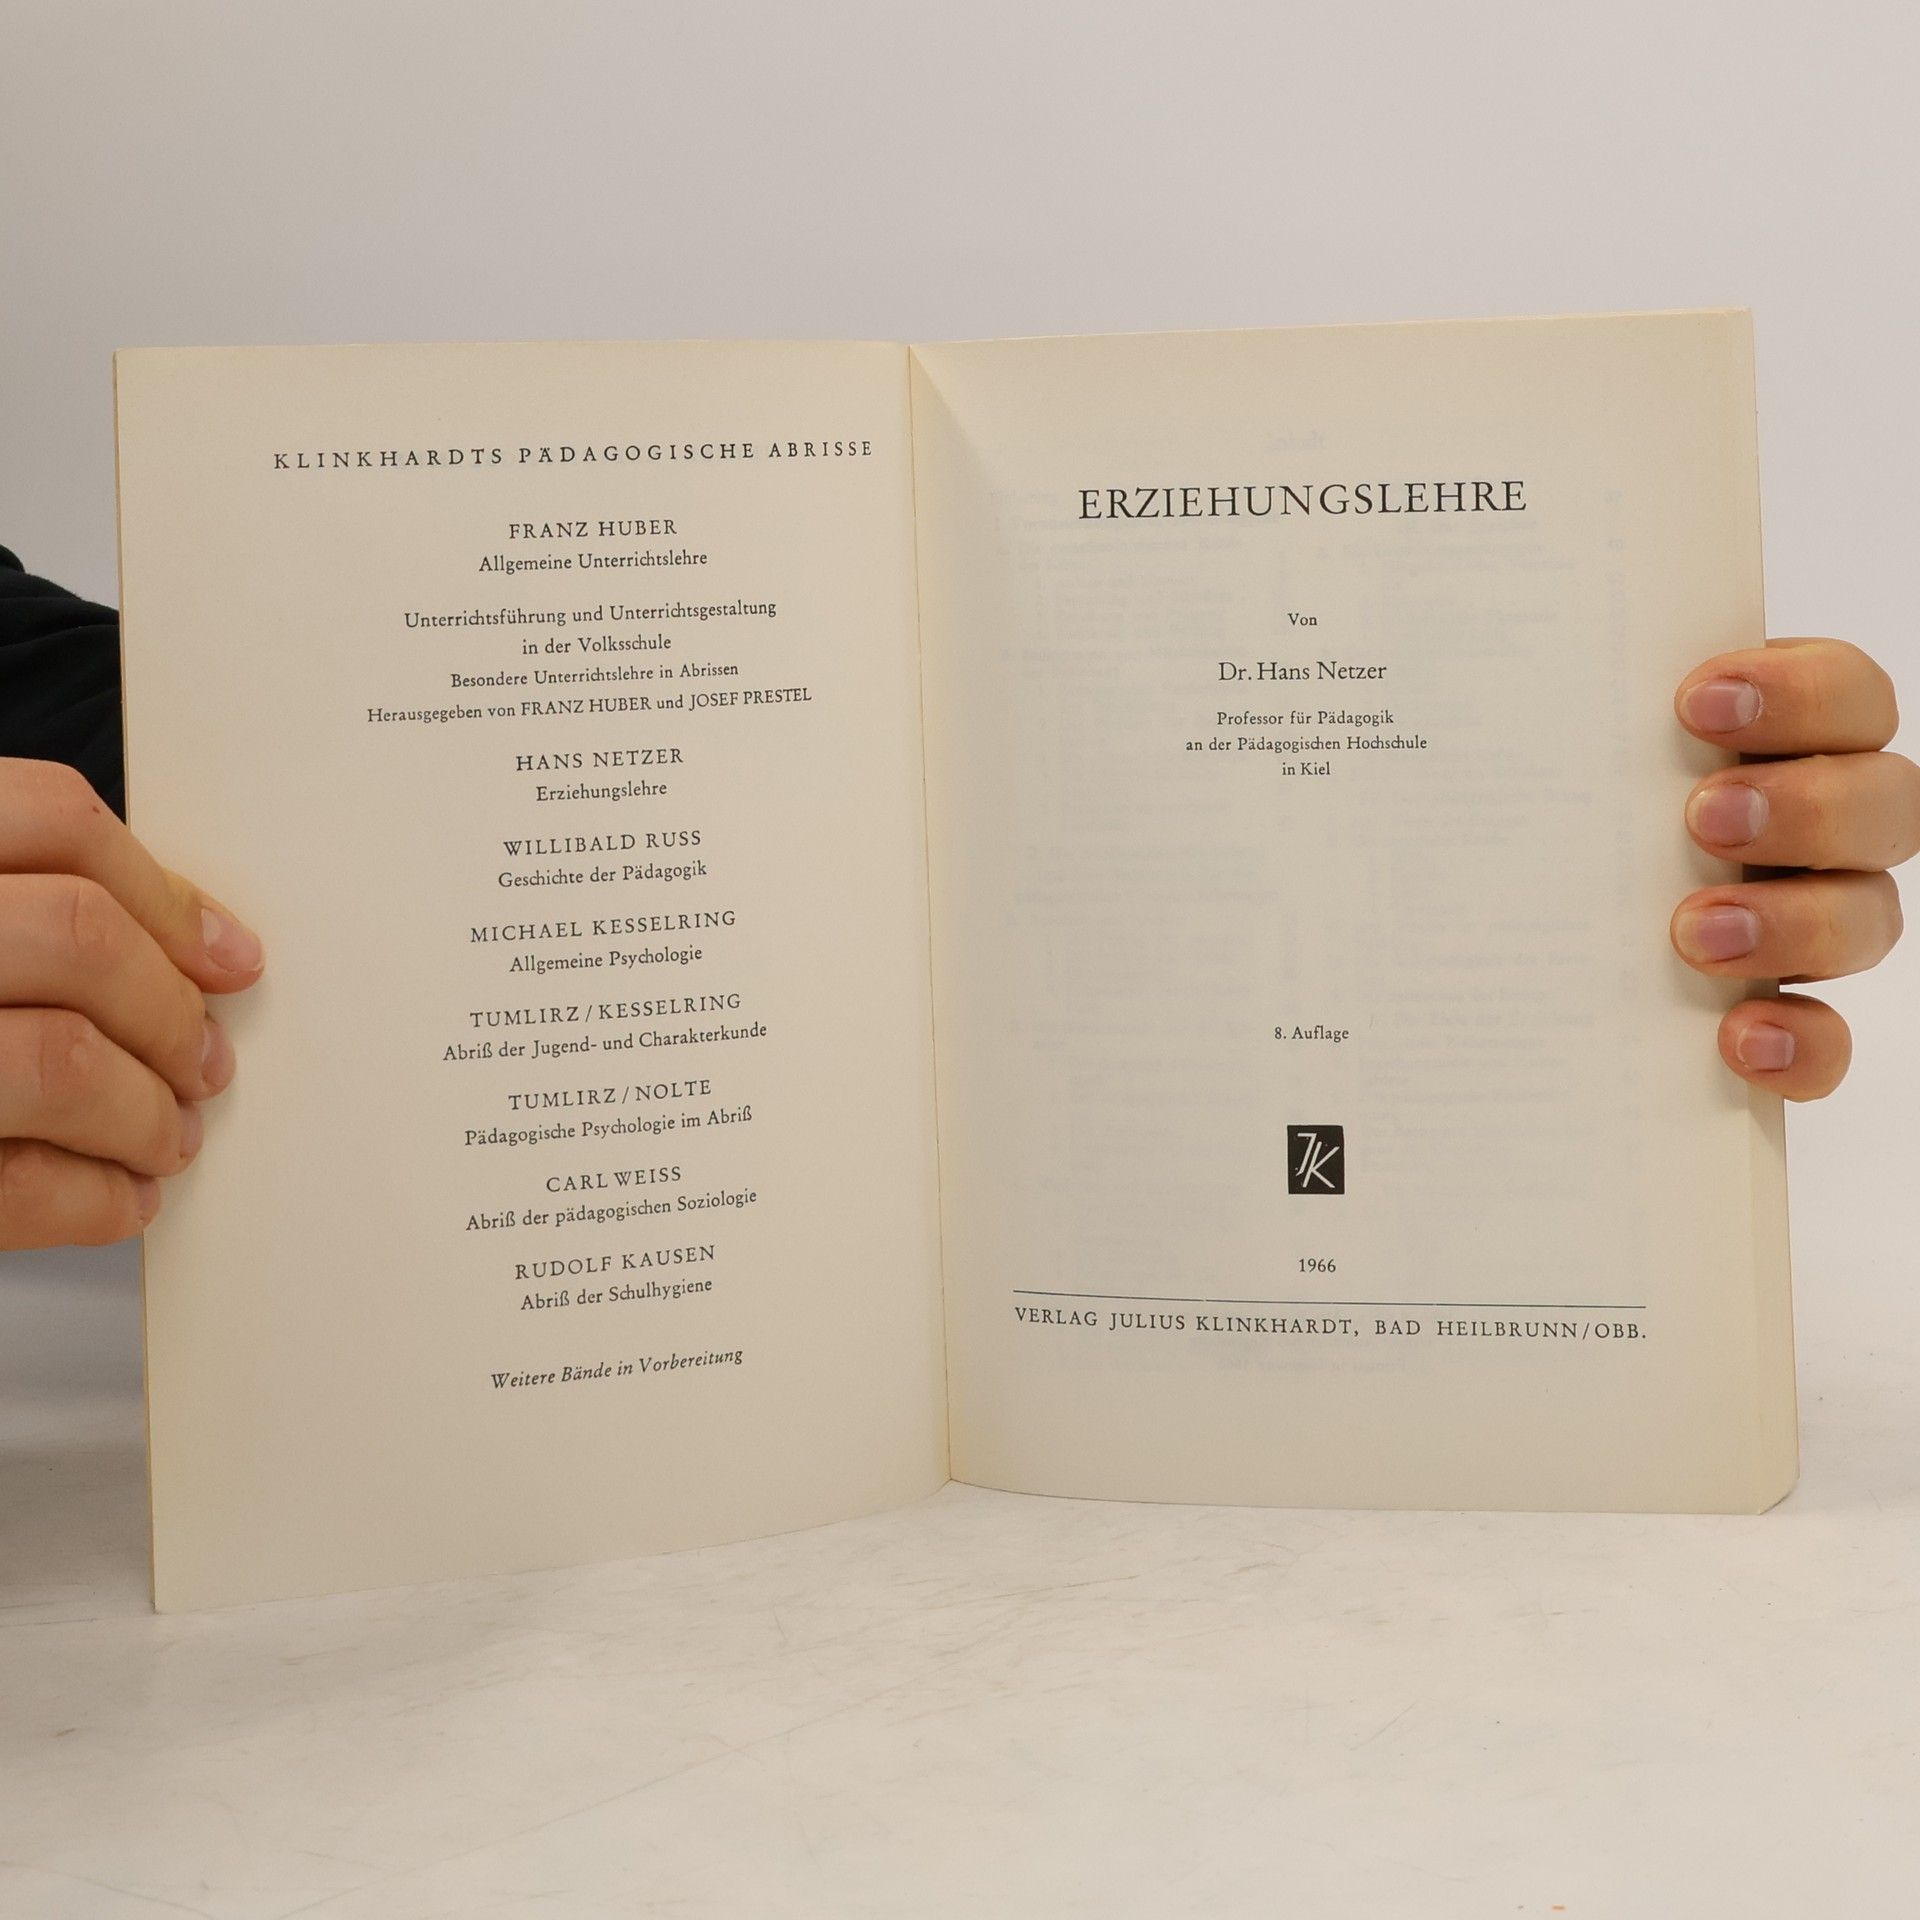 KLINKHARDTS PÄDAGOGISCHE ABRISSE
FRANZ HUBER
Allgemeine Unterrichtslehre
Unterrichtsführung und Unterrichtsgestaltung
in der Volksschule
Besondere Unterrichtslehre in Abrissen
Herausgegeben von FRANZ HUBER und JOSEF PRESTEL
HANS NETZER
Erziehungslehre
WILLIBALD RUSS
Geschichte der Pädagogik
MICHAEL KESSELRING
Allgemeine Psychologie
TUMLIRZ/KESSELRING
Abriß der Jugend- und Charakterkunde
TUMLIRZ/NOLTE
Pädagogische Psychologie im Abriß
CARL WEISS
Abriß der pädagogischen Soziologie
RUDOLF KAUSEN
Abriß der Schulhygiene
Weitere Bände in Vorbereitung
ERZIEHUNGSLEHRE
Von
Dr. Hans Netzer
Professor für Pädagogik
an der Pädagogischen Hochschule
in Kiel
8. Auflage
JK
1966
VERLAG JULIUS KLINKHARDT, BAD HEILBRUNN/OBB.